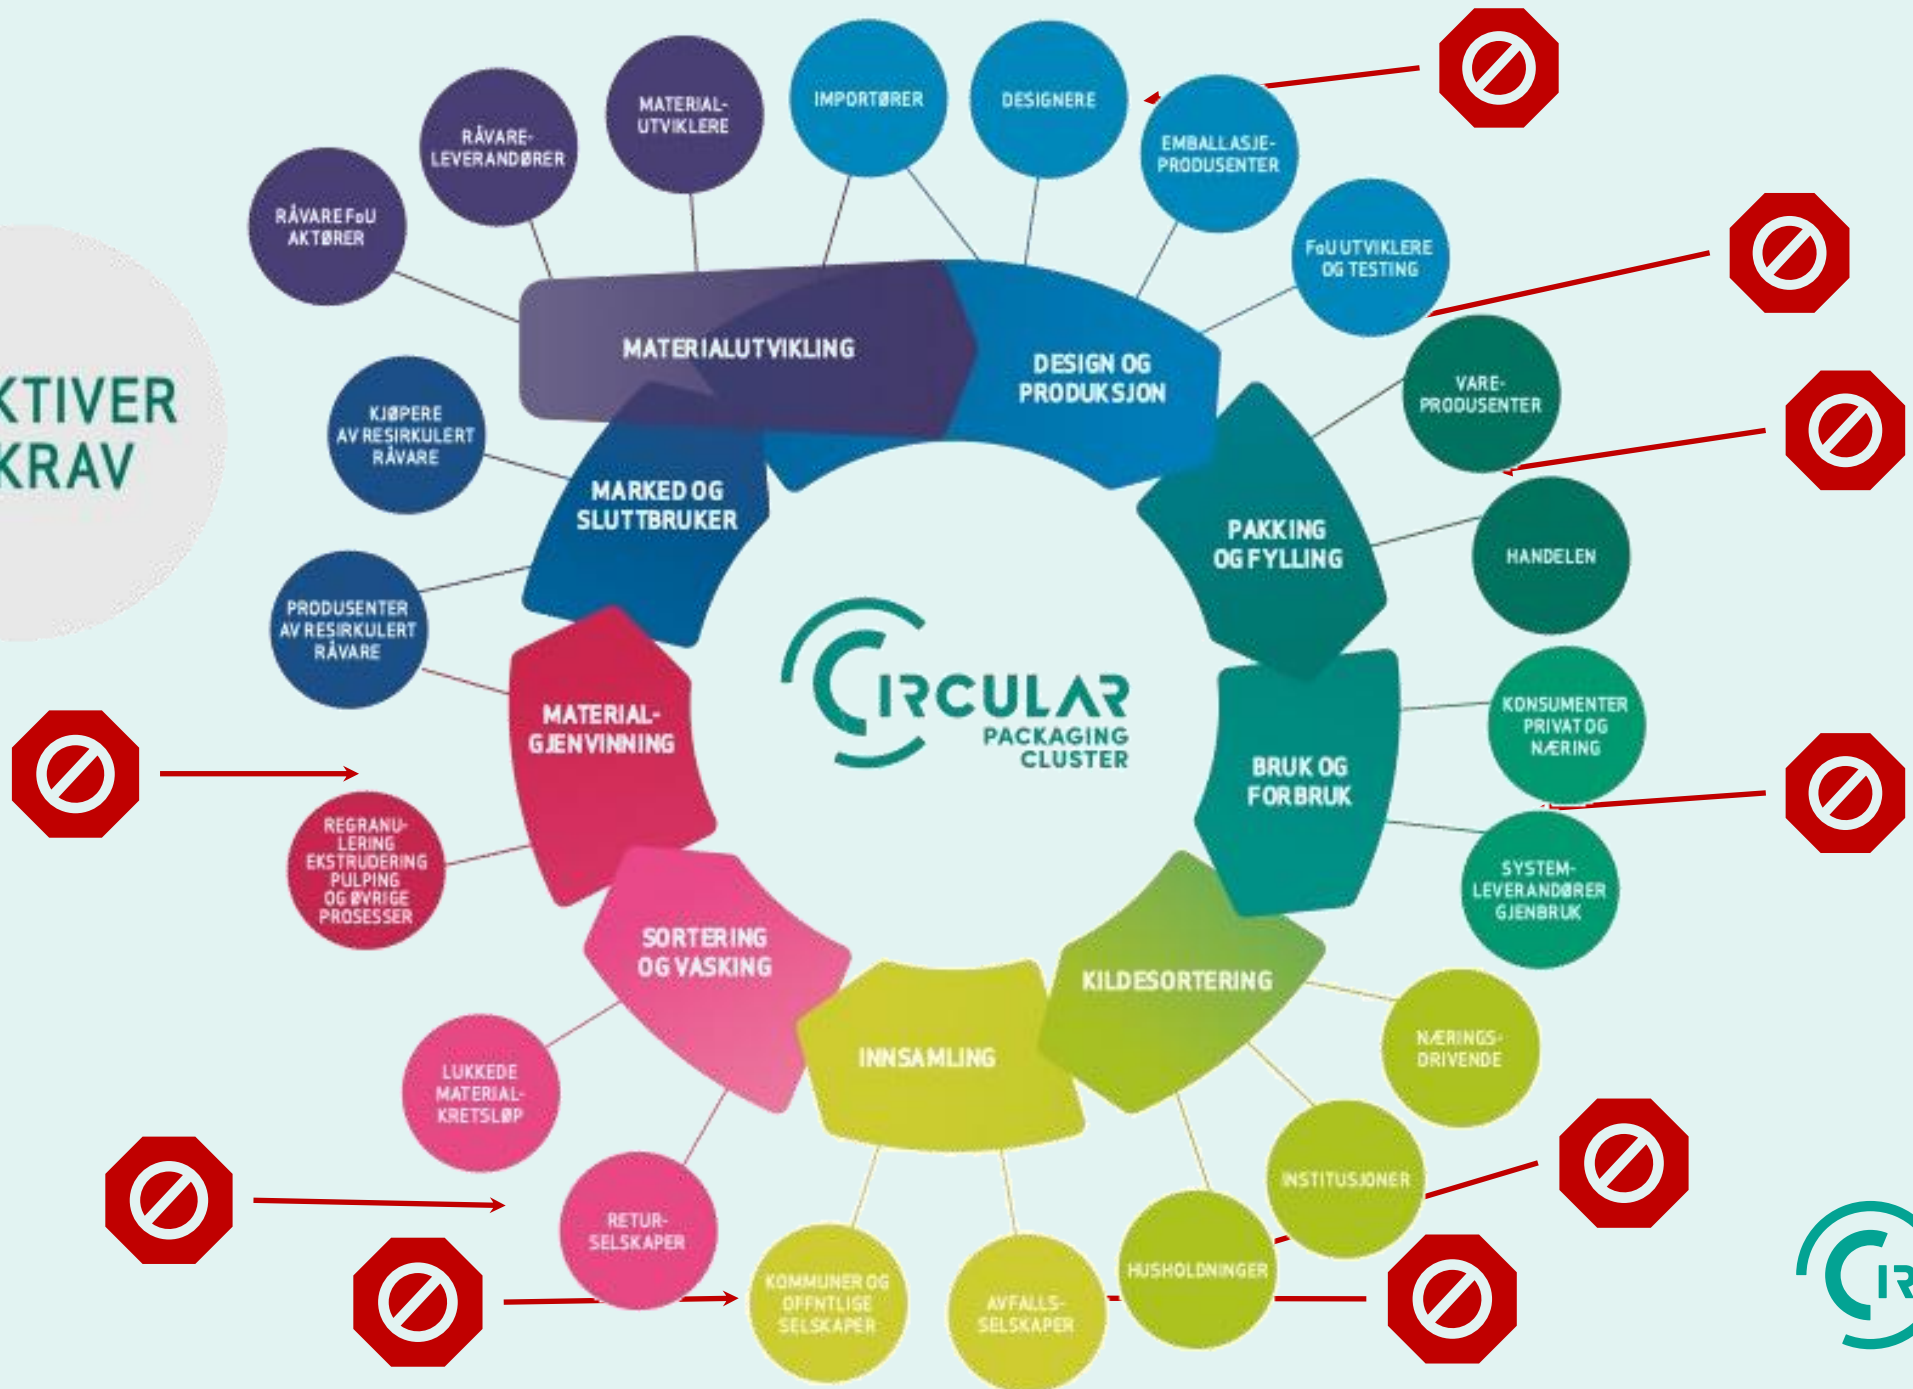 KTIVER
KRAV
RÅVARE FoU
AKTØRER
RÅVARE-
LEVERANDØRER
MATERIAL-
UTVIKLERE
IMPORTØRER
DESIGNERE
EMBALLASJE-
PRODUSENTER
FoU UTVIKLERE
OG TESTING
VARE-
PRODUSENTER
HANDELEN
KONSUMENTER
PRIVAT OG
NÆRING
SYSTEM-
LEVERANDØRER
GJENBRUK
NÆRINGS-
DRIVENDE
INSTITUSJONER
HUSHOLDNINGER
AVFALLS-
SELSKAPER
KOMMUNER OG
OFFNTLIGE
SELSKAPER
RETUR-
SELSKAPER
LUKKEDE
MATERIAL-
KRETSLØP
REGRANU-
LERING
EKSTRUDERING
PULPING
OG ØVRIGE
PROSESSER
PRODUSENTER
AV RESIRKULERT
RÅVARE
KJØPERE
AV RESIRKULERT
RÅVARE
MATERIALUTVIKLING
DESIGN OG
PRODUKSJON
PAKKING
OG FYLLING
BRUK OG
FORBRUK
KILDESORTERING
INNSAMLING
SORTERING
OG VASKING
MATERIAL-
GJENVINNING
MARKED OG
SLUTTBRUKER
CIRCULAR
PACKAGING
CLUSTER
CIR